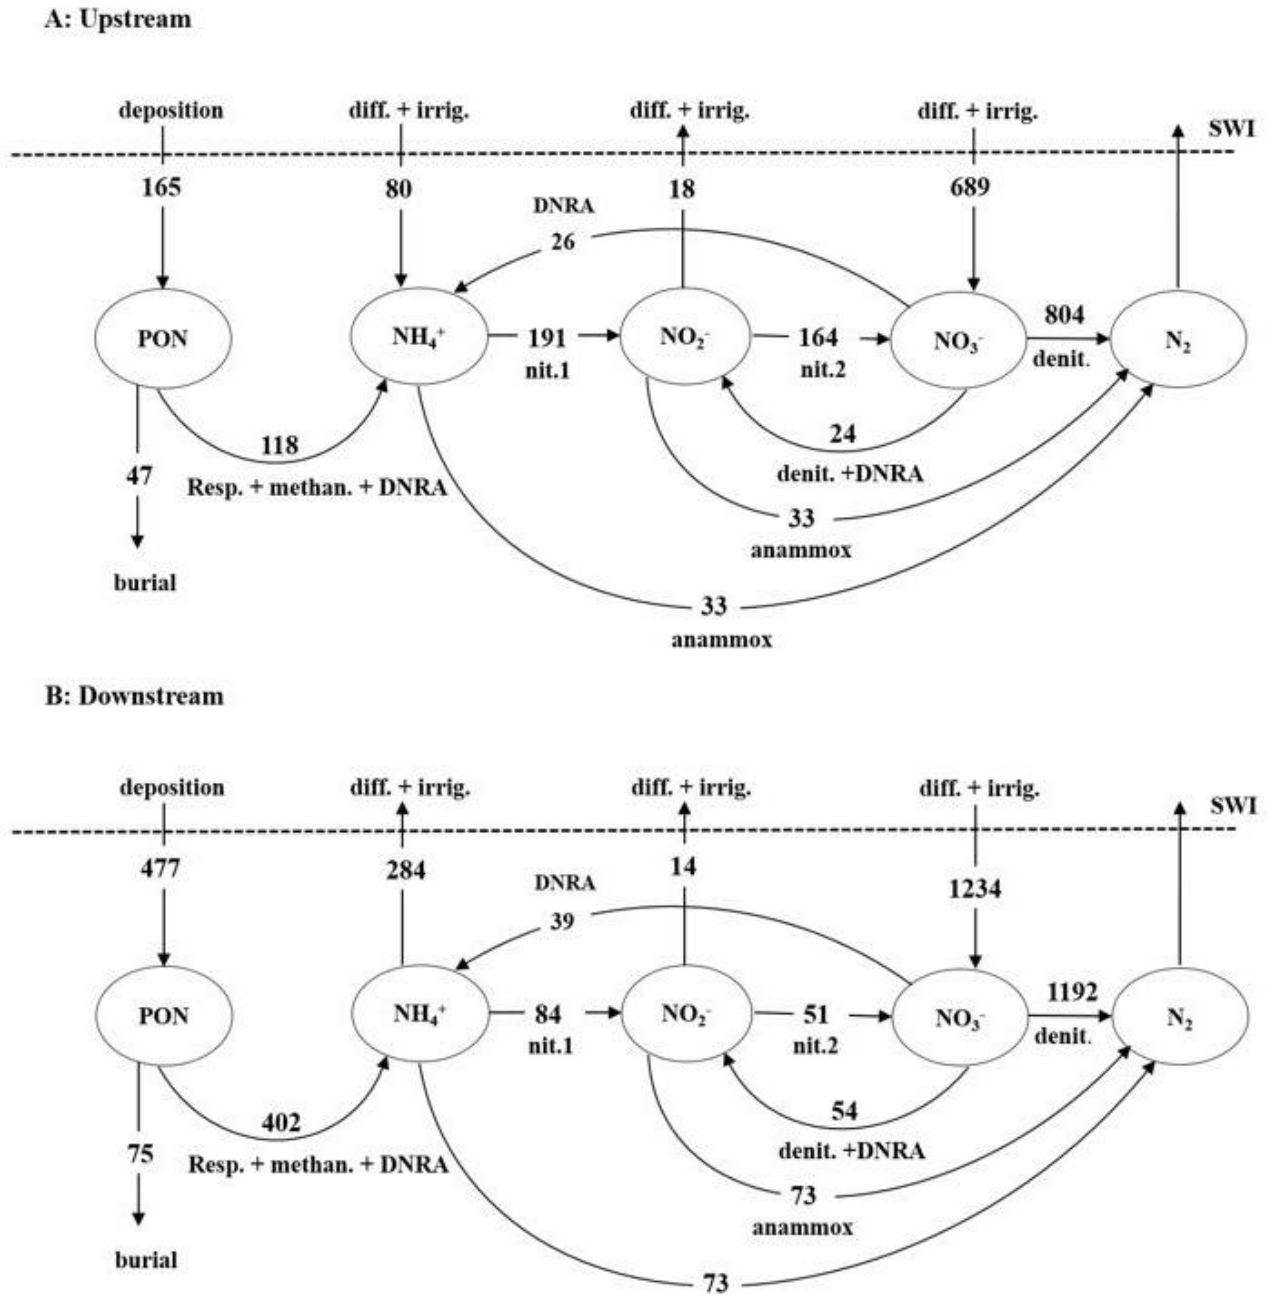 A: Upstream
deposition diff. + irrig. diff. + irrig. diff. + irrig.
SWI
165 80 18 689
DNRA
26
PON NH₄⁺ 191 NO₂⁻ 164 NO₃⁻ 804 N₂
nit.1 nit.2 denit.
118 24
47 Resp. + methan. + DNRA denit. +DNRA
33
anammox
burial
33
anammox
B: Downstream
deposition diff. + irrig. diff. + irrig. diff. + irrig.
SWI
477 284 14 1234
DNRA
39
PON NH₄⁺ 84 NO₂⁻ 51 NO₃⁻ 1192 N₂
nit.1 nit.2 denit.
402 54
75 Resp. + methan. + DNRA denit. +DNRA
73
anammox
burial
73